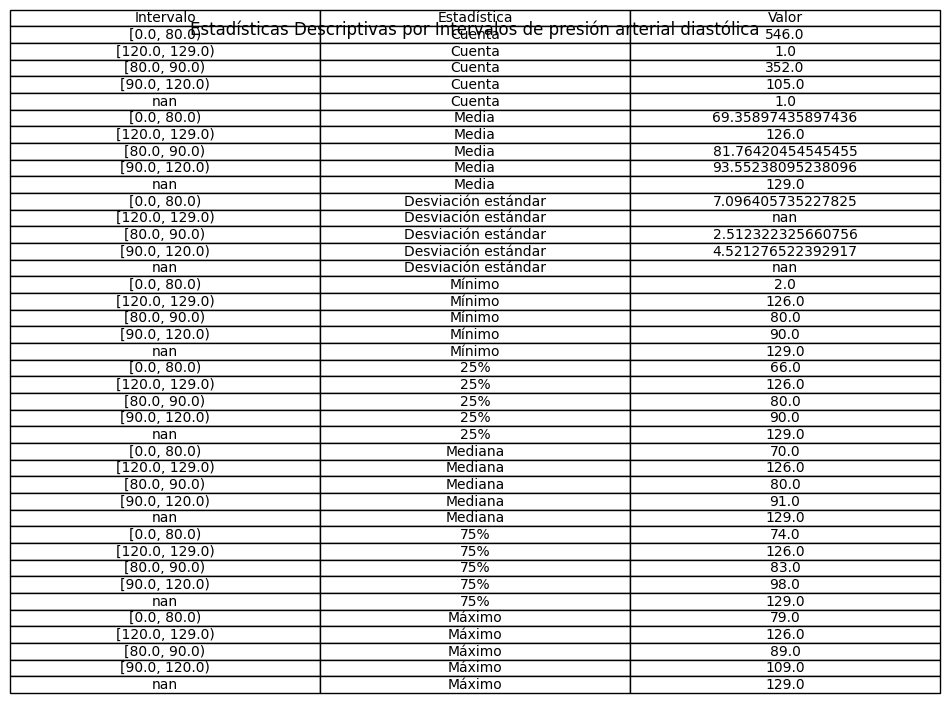 Intervalo Estadística Valor
Estadísticas Descriptivas por Intervalos de presión arterial diastólica
[0.0, 80.0) Cuenta 546.0
[120.0, 129.0) Cuenta 1.0
[80.0, 90.0) Cuenta 352.0
[90.0, 120.0) Cuenta 105.0
nan Cuenta 1.0
[0.0, 80.0) Media 69.35897435897436
[120.0, 129.0) Media 126.0
[80.0, 90.0) Media 81.76420454545455
[90.0, 120.0) Media 93.55238095238096
nan Media 129.0
[0.0, 80.0) Desviación estándar 7.096405735227825
[120.0, 129.0) Desviación estándar nan
[80.0, 90.0) Desviación estándar 2.512322325660756
[90.0, 120.0) Desviación estándar 4.521276522392917
nan Desviación estándar nan
[0.0, 80.0) Mínimo 2.0
[120.0, 129.0) Mínimo 126.0
[80.0, 90.0) Mínimo 80.0
[90.0, 120.0) Mínimo 90.0
nan Mínimo 129.0
[0.0, 80.0) 25% 66.0
[120.0, 129.0) 25% 126.0
[80.0, 90.0) 25% 80.0
[90.0, 120.0) 25% 90.0
nan 25% 129.0
[0.0, 80.0) Mediana 70.0
[120.0, 129.0) Mediana 126.0
[80.0, 90.0) Mediana 80.0
[90.0, 120.0) Mediana 91.0
nan Mediana 129.0
[0.0, 80.0) 75% 74.0
[120.0, 129.0) 75% 126.0
[80.0, 90.0) 75% 83.0
[90.0, 120.0) 75% 98.0
nan 75% 129.0
[0.0, 80.0) Máximo 79.0
[120.0, 129.0) Máximo 126.0
[80.0, 90.0) Máximo 89.0
[90.0, 120.0) Máximo 109.0
nan Máximo 129.0